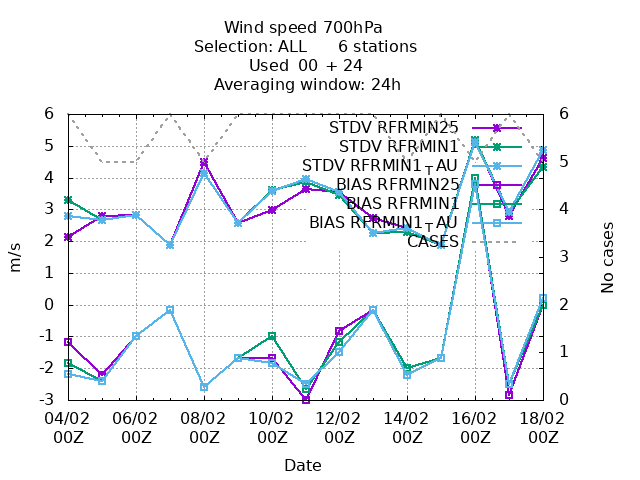 Wind speed 700hPa
Selection: ALL      6 stations
Used  00  + 24
Averaging window: 24h
STDV RFRMIN25
STDV RFRMIN1
STDV RFRMIN1_TAU
BIAS RFRMIN25
BIAS RFRMIN1
BIAS RFRMIN1_TAU
CASES
m/s
6
5
4
3
2
1
0
-1
-2
-3
6
5
4
3
2
1
0
No cases
04/02 06/02 08/02 10/02 12/02 14/02 16/02 18/02
00Z 00Z 00Z 00Z 00Z 00Z 00Z 00Z
Date